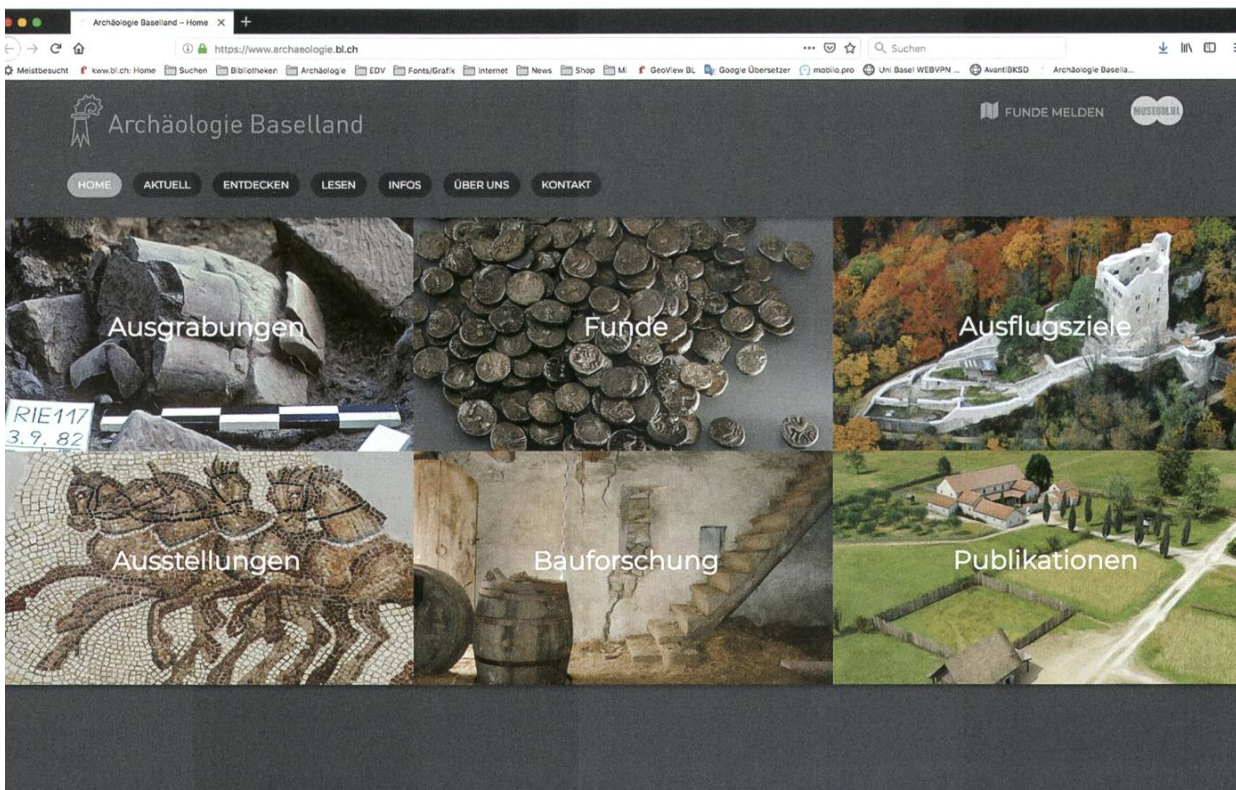 Archäologie Baselland – Home
https://www.archaeologie.bl.ch
Suchen
Meistbesucht
kww.bl.ch: Home
Suchen
Bibliotheken
Archäologie
EDV
Fonts/Grafik
Internet
News
Shop
GeoView BL
Google Übersetzer
mobilo.pro
Uni Basel WEBVPN ...
AvantiBKSD
Archäologie Basella...
Archäologie Baselland
FUNDE MELDEN
MUSEUM.BL
HOME
AKTUELL
ENTDECKEN
LESEN
INFOS
ÜBER UNS
KONTAKT
Ausgrabungen
Funde
Ausflugsziele
RIE 117
3.9.82
Ausstellungen
Bauforschung
Publikationen